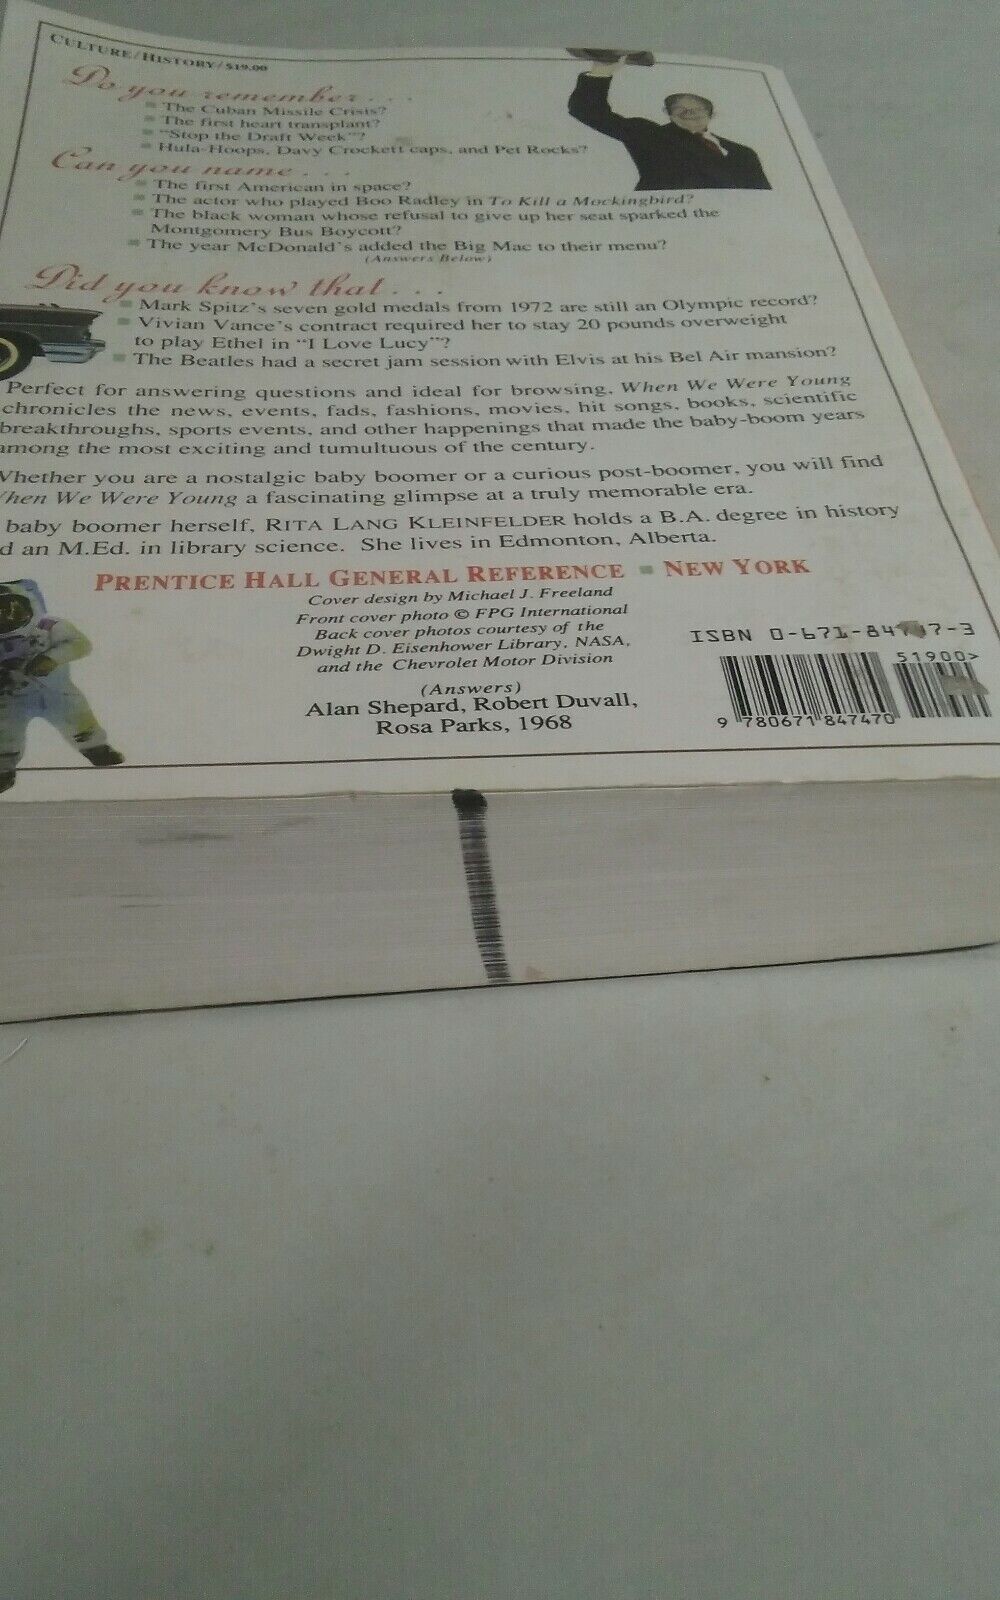 CULTURE/HISTORY/$19.00
Do you remember . . .
The Cuban Missile Crisis?
The first heart transplant?
"Stop the Draft Week"?
Hula-Hoops, Davy Crockett caps, and Pet Rocks?
Can you name . . .
The first American in space?
The actor who played Boo Radley in To Kill a Mockingbird?
The black woman whose refusal to give up her seat sparked the
Montgomery Bus Boycott?
The year McDonald's added the Big Mac to their menu?
(Answers Below)
Did you know that . . .
Mark Spitz's seven gold medals from 1972 are still an Olympic record?
Vivian Vance's contract required her to stay 20 pounds overweight
to play Ethel in "I Love Lucy"?
The Beatles had a secret jam session with Elvis at his Bel Air mansion?
Perfect for answering questions and ideal for browsing, When We Were Young
chronicles the news, events, fads, fashions, movies, hit songs, books, scientific
breakthroughs, sports events, and other happenings that made the baby-boom years
among the most exciting and tumultuous of the century.
Whether you are a nostalgic baby boomer or a curious post-boomer, you will find
When We Were Young a fascinating glimpse at a truly memorable era.
baby boomer herself, RITA LANG KLEINFELDER holds a B.A. degree in history
d an M.Ed. in library science. She lives in Edmonton, Alberta.
PRENTICE HALL GENERAL REFERENCE ■ NEW YORK
Cover design by Michael J. Freeland
Front cover photo © FPG International
Back cover photos courtesy of the
Dwight D. Eisenhower Library, NASA,
and the Chevrolet Motor Division
(Answers)
Alan Shepard, Robert Duvall,
Rosa Parks, 1968
ISBN 0-671-84747-3
51900>
9 780671 847470